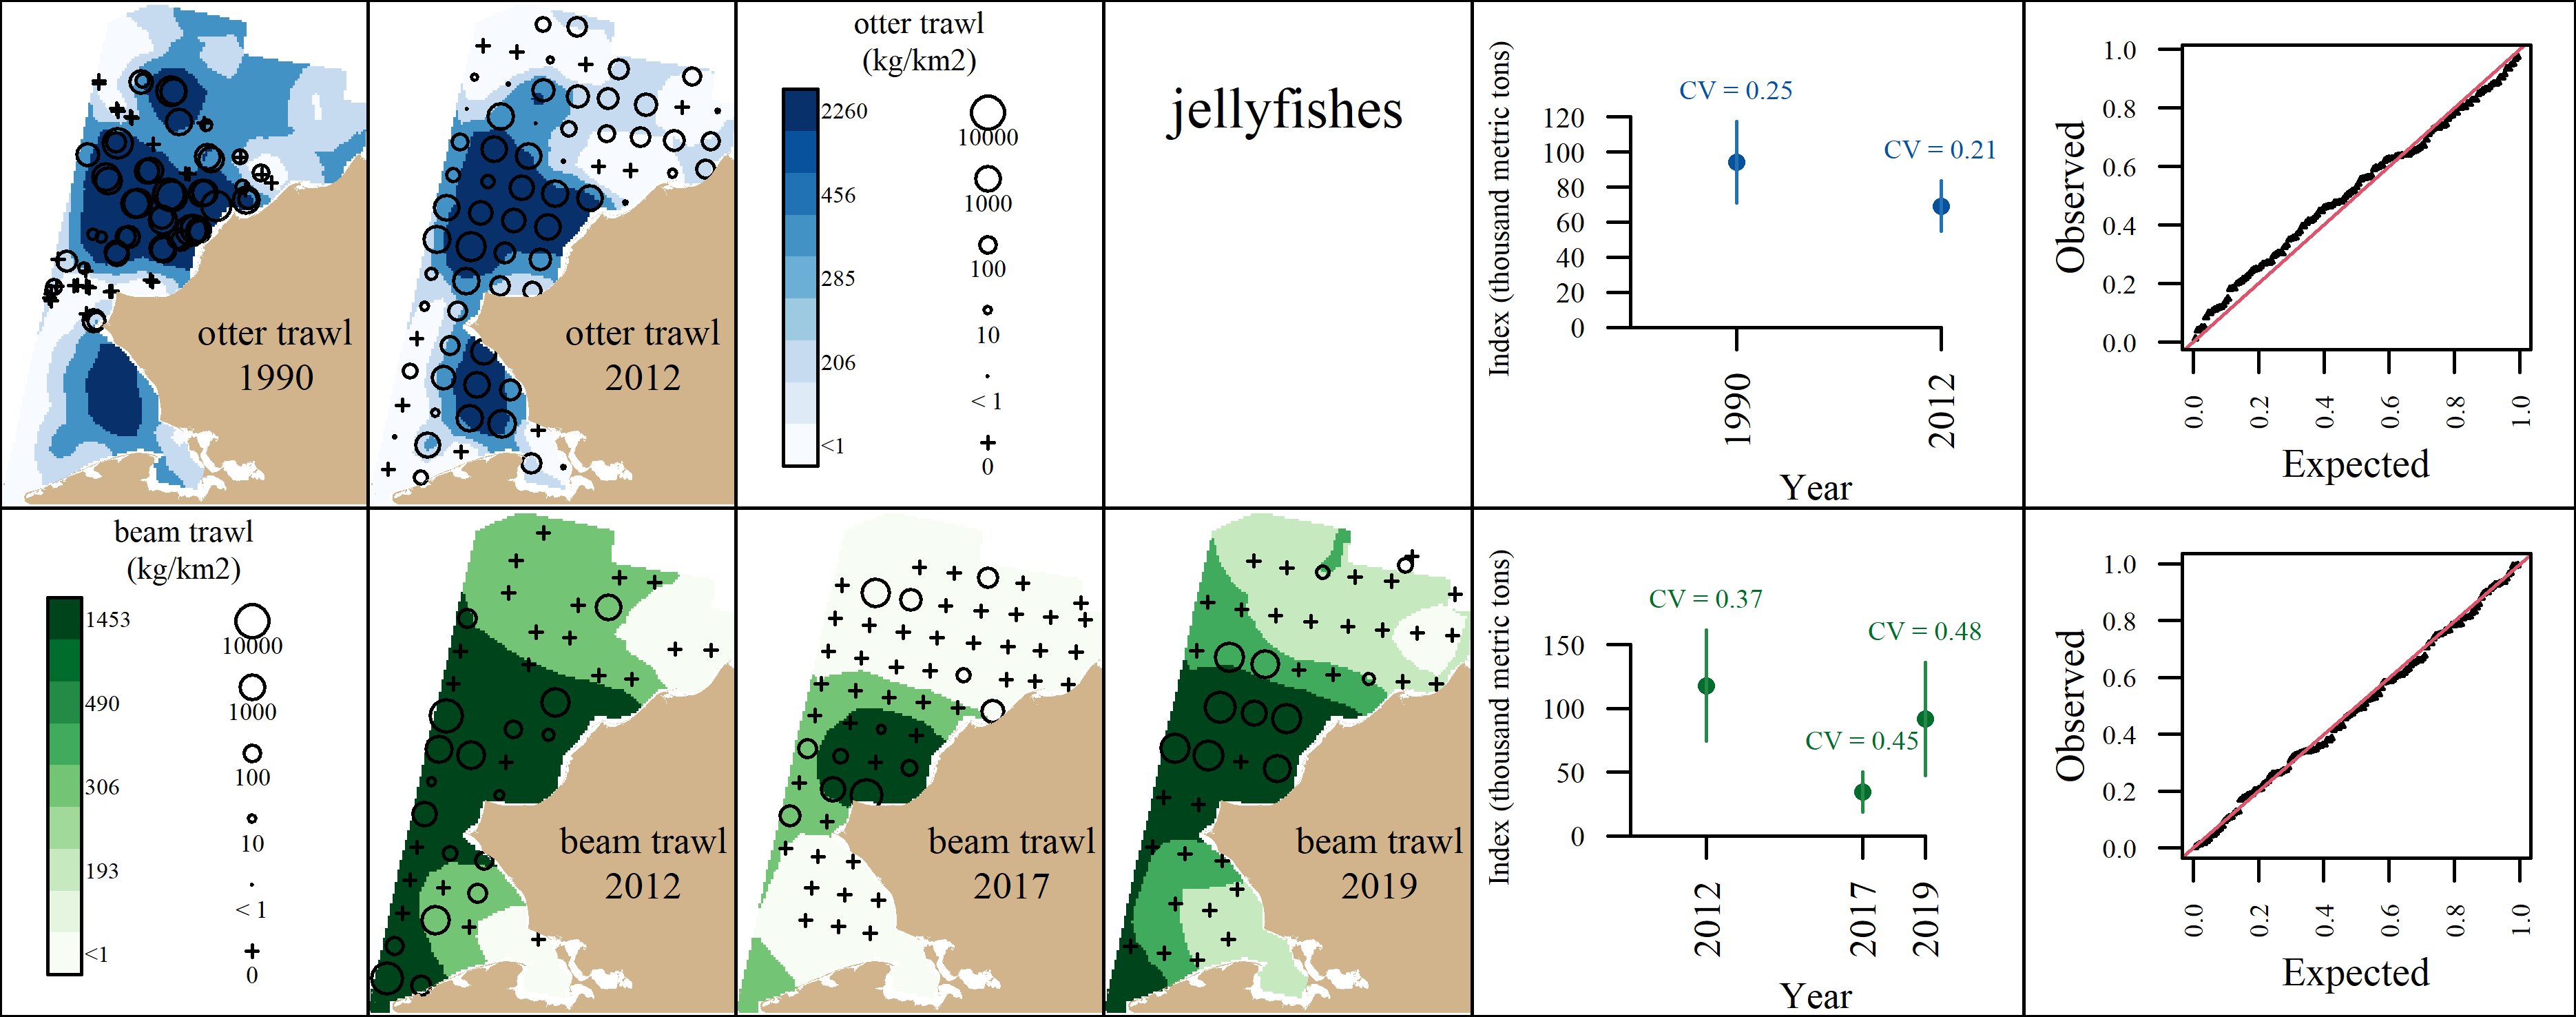 otter trawl
1990
otter trawl
2012
otter trawl
(kg/km2)
2260
456
285
206
<1
10000
1000
100
10
< 1
0
jellyfishes
Index (thousand metric tons)
120
100
80
60
40
20
0
CV = 0.25
CV = 0.21
1990
2012
Year
Observed
1.0
0.8
0.6
0.4
0.2
0.0
0.0
0.2
0.4
0.6
0.8
1.0
Expected
beam trawl
(kg/km2)
1453
490
306
193
<1
10000
1000
100
10
< 1
0
beam trawl
2012
beam trawl
2017
beam trawl
2019
Index (thousand metric tons)
150
100
50
0
CV = 0.37
CV = 0.45
CV = 0.48
2012
2017
2019
Year
Observed
1.0
0.8
0.6
0.4
0.2
0.0
0.0
0.2
0.4
0.6
0.8
1.0
Expected